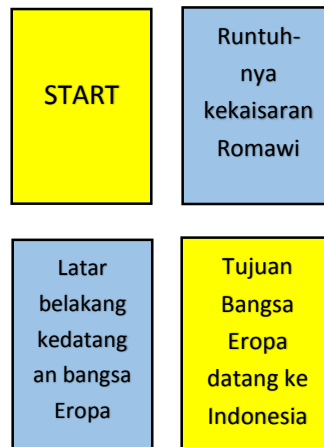 START
Runtuh-
nya
kekaisaran
Romawi
Latar
belakang
kedatang
an bangsa
Eropa
Tujuan
Bangsa
Eropa
datang ke
Indonesia